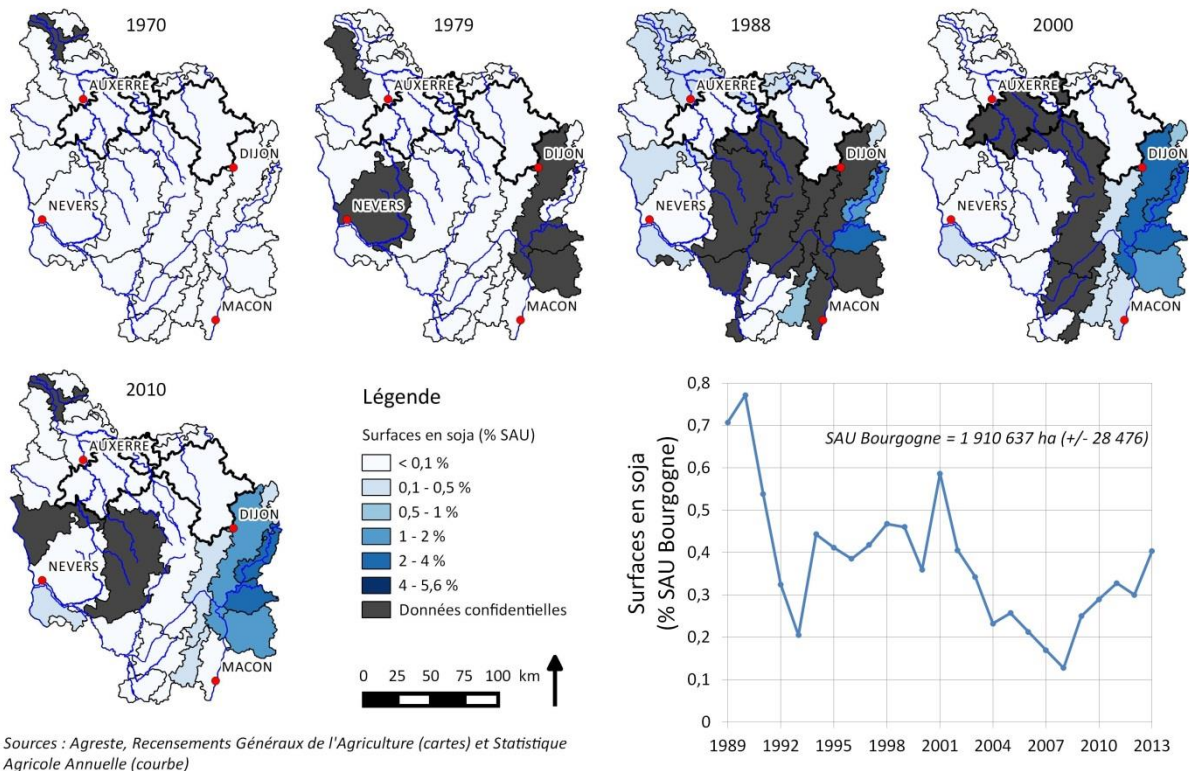 1970
AUXERRE
DIJON
NEVERS
MACON
1979
AUXERRE
DIJON
NEVERS
MACON
1988
AUXERRE
DIJON
NEVERS
MACON
2000
AUXERRE
DIJON
NEVERS
MACON
2010
AUXERRE
DIJON
NEVERS
MACON
Légende
Surfaces en soja (% SAU)
< 0,1 %
0,1 - 0,5 %
0,5 - 1 %
1 - 2 %
2 - 4 %
4 - 5,6 %
Données confidentielles
0 25 50 75 100 km
Surfaces en soja
(% SAU Bourgogne)
SAU Bourgogne = 1 910 637 ha (+/- 28 476)
0,8
0,7
0,6
0,5
0,4
0,3
0,2
0,1
0
1989 1992 1995 1998 2001 2004 2007 2010 2013
Sources : Agreste, Recensements Généraux de l'Agriculture (cartes) et Statistique
Agricole Annuelle (courbe)